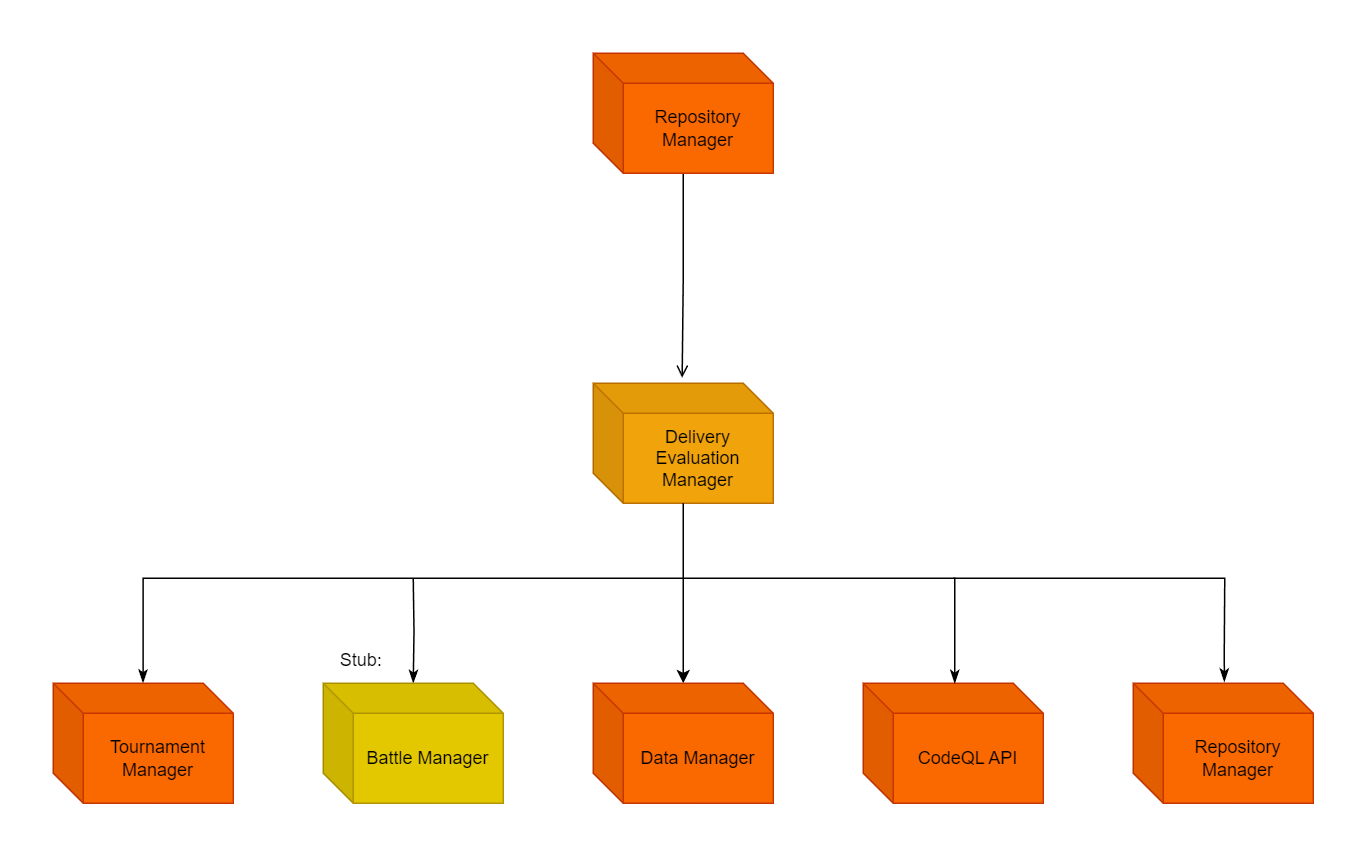 Repository
Manager
Delivery
Evaluation
Manager
Stub:
Tournament
Manager
Battle Manager
Data Manager
CodeQL API
Repository
Manager